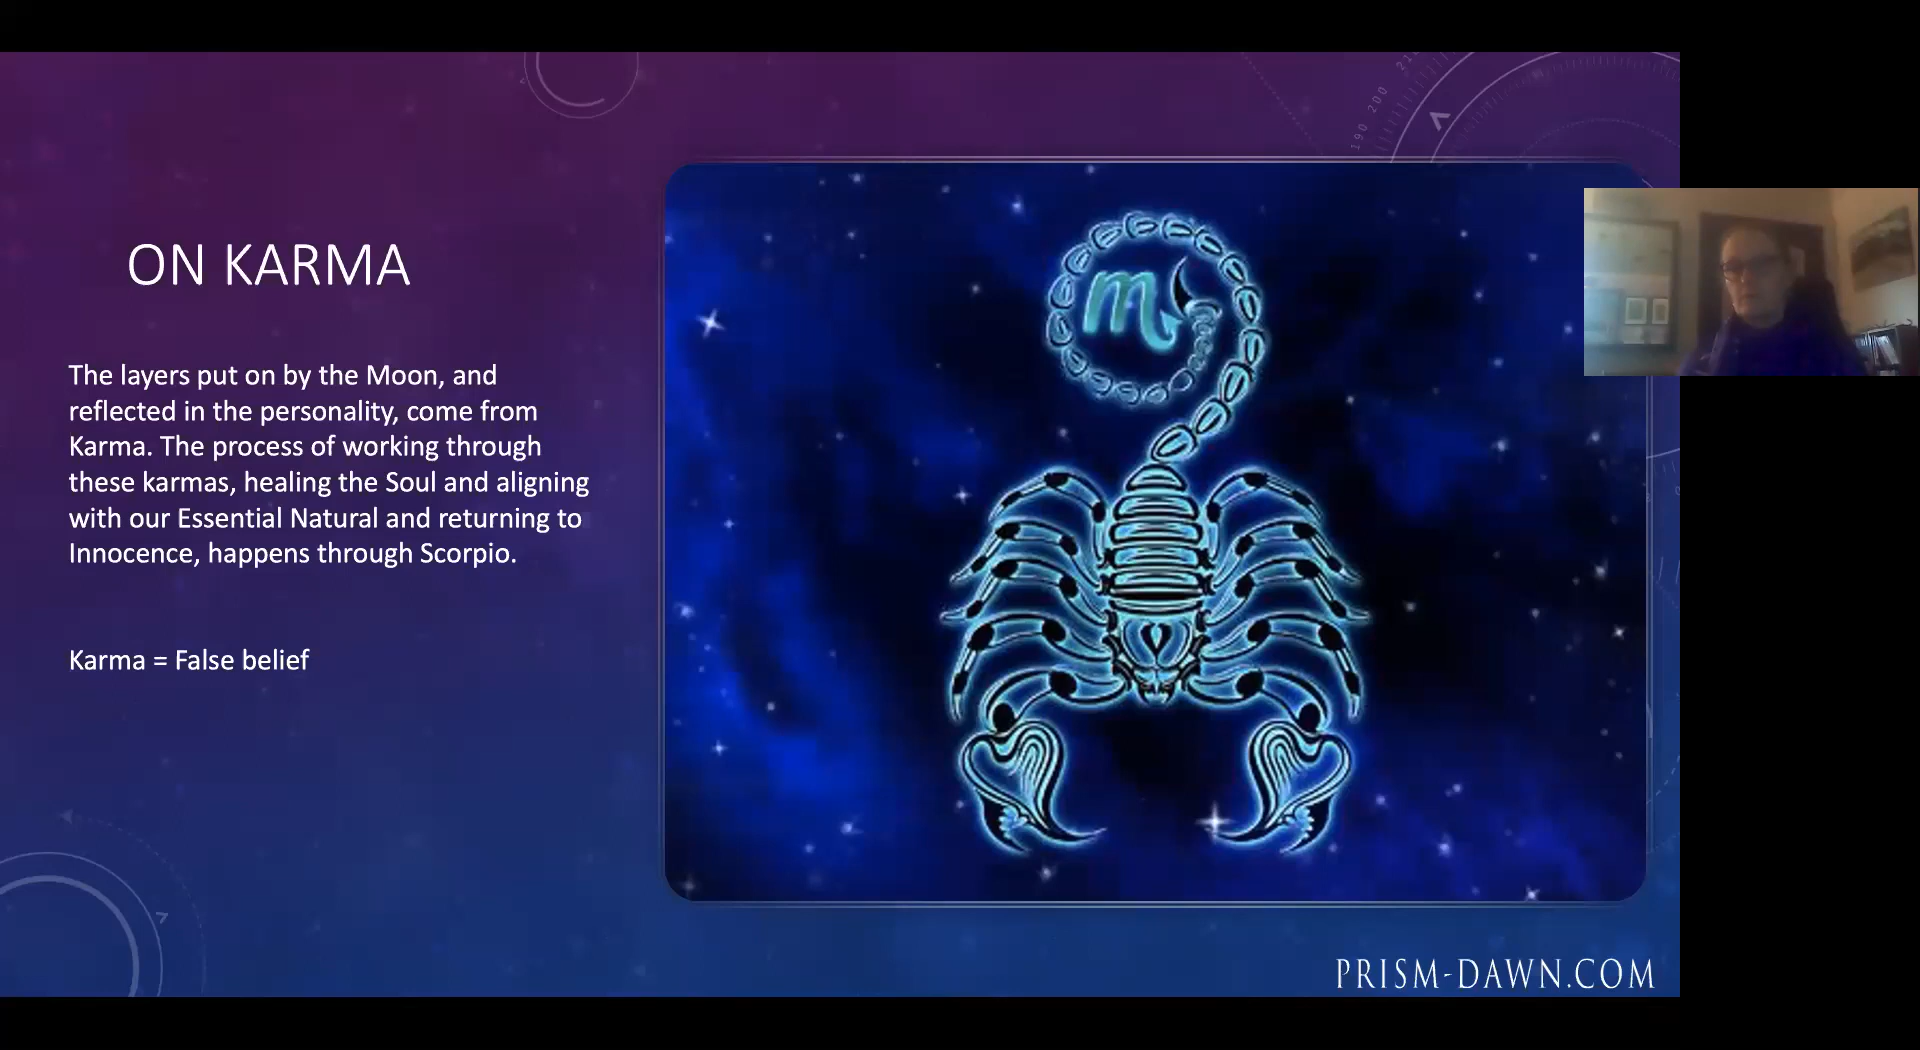 190 200
ON KARMA
The layers put on by the Moon, and
reflected in the personality, come from
Karma. The process of working through
these karmas, healing the Soul and aligning
with our Essential Natural and returning to
Innocence, happens through Scorpio.
Karma = False belief
PRISM-DAWN.COM